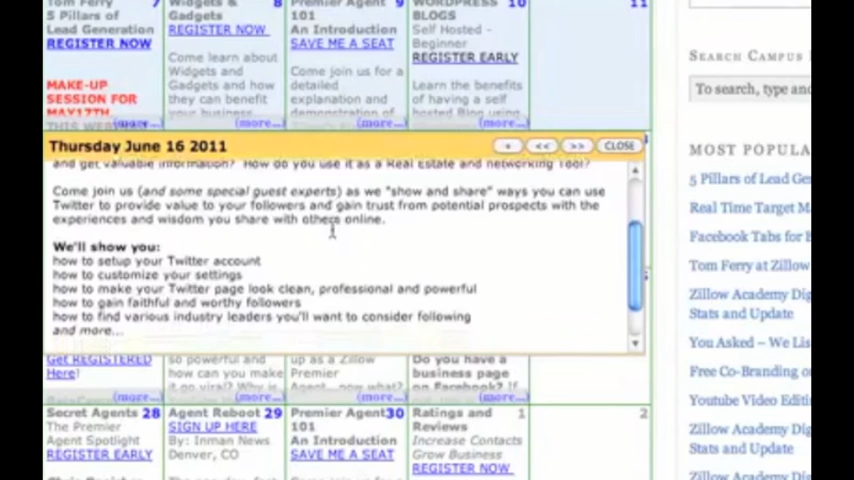 Tom Ferry 7
5 Pillars of
Lead Generation
REGISTER NOW
MAKE-UP
SESSION FOR
MAY17TH
THIS WEB
(more...)
Widgets & 8
Gadgets
REGISTER NOW
Come learn about
Widgets and
Gadgets and how
they can benefit
your business
(more...)
Premier Agent 9
101
An Introduction
SAVE ME A SEAT
Come join us for a
detailed
explanation and
demonstration of
(more...)
WORDPRESS 10
BLOGS
Self Hosted -
Beginner
REGISTER EARLY
Learn the benefits
of having a self
hosted Blog using
(more...)
11
Thursday June 16 2011
<< >> CLOSE
and get valuable information? How do you use it as a Real Estate and networking Tool?
Come join us (and some special guest experts) as we "show and share" ways you can use
Twitter to provide value to your followers and gain trust from potential prospects with the
experiences and wisdom you share with others online.
We'll show you:
how to setup your Twitter account
how to customize your settings
how to make your Twitter page look clean, professional and powerful
how to gain faithful and worthy followers
how to find various industry leaders you'll want to consider following
and more...
Get REGISTERED
Here!
(more...)
so powerful and
how can you make
it go viral? Why is
(more...)
up as a Zillow
Premier
Agent...now what?
(more...)
Do you have a
business page
on Facebook? If
(more...)
Secret Agents 28
The Premier
Agent Spotlight
REGISTER EARLY
Agent Reboot 29
SIGN UP HERE
By: Inman News
Denver, CO
Premier Agent 30
101
An Introduction
SAVE ME A SEAT
Ratings and 1
Reviews
Increase Contacts
Grow Business
REGISTER NOW
2
SEARCH CAMPUS
To search, type and
MOST POPULA
5 Pillars of Lead Ge
Real Time Target M
Facebook Tabs for B
Tom Ferry at Zillow
Zillow Academy Dig
Stats and Update
You Asked – We Lis
Free Co-Branding o
Youtube Video Editi
Zillow Academy Dig
Stats and Update
Zillow Academy Dig